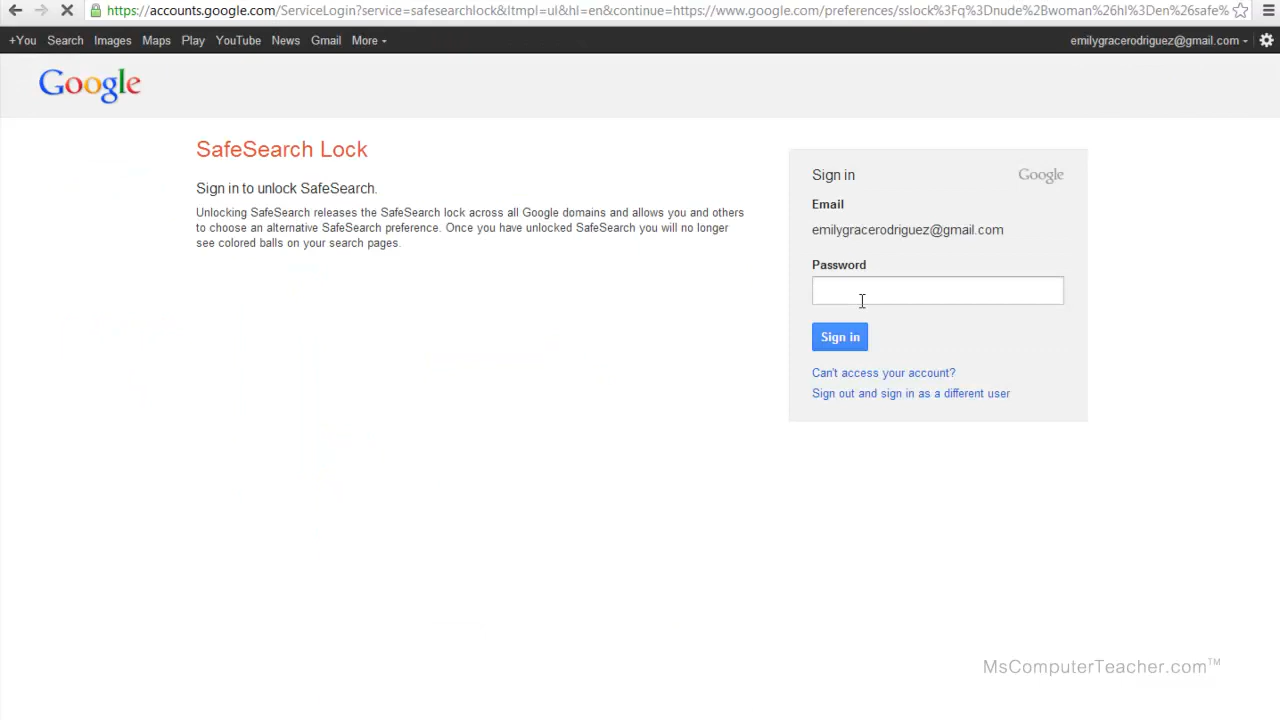 https://accounts.google.com/ServiceLogin?service=safesearchlock&ltmpl=ul&hl=en&continue=https://www.google.com/preferences/sslock%3Fq%3Dnude%2Bwoman%26hl%3Den%26safe%
+You Search Images Maps Play YouTube News Gmail More emilygracerodriguez@gmail.com
Google
SafeSearch Lock
Sign in to unlock SafeSearch.
Unlocking SafeSearch releases the SafeSearch lock across all Google domains and allows you and others
to choose an alternative SafeSearch preference. Once you have unlocked SafeSearch you will no longer
see colored balls on your search pages.
Sign in Google
Email
emilygracerodriguez@gmail.com
Password
Sign in
Can't access your account?
Sign out and sign in as a different user
MsComputerTeacher.com™